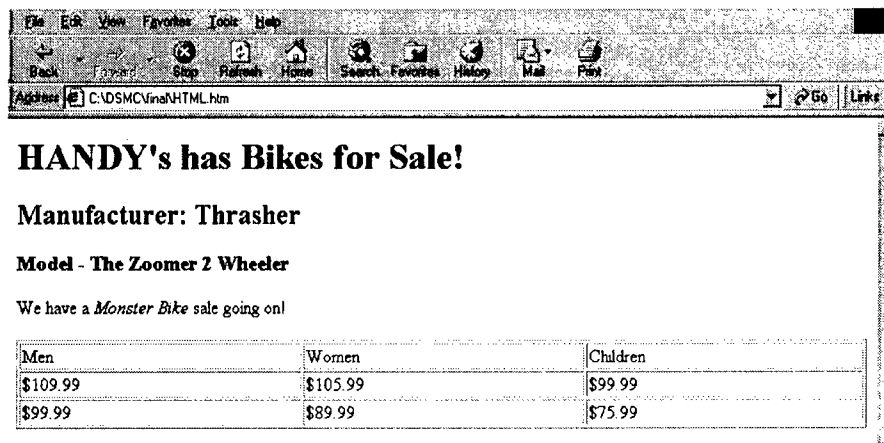 File Edit View Favorites Tools Help
Back Forward Stop Refresh Home Search Favorites History Mail Print
Address C:\DSMC\final\HTML.htm Go Links
HANDY's has Bikes for Sale!
Manufacturer: Thrasher
Model - The Zoomer 2 Wheeler
We have a Monster Bike sale going on!
Men Women Children
$109.99 $105.99 $99.99
$99.99 $89.99 $75.99